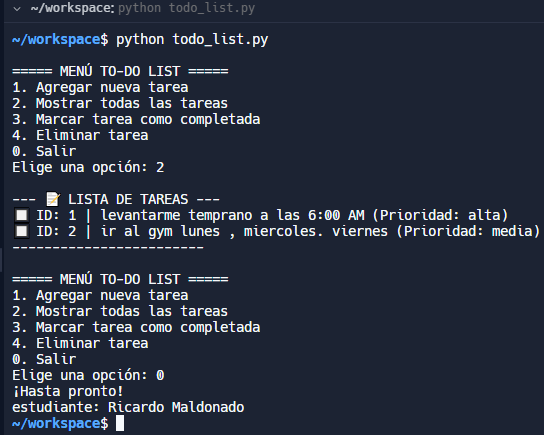 ~/workspace: python todo_list.py
~/workspace$ python todo_list.py
===== MENÚ TO-DO LIST =====
1. Agregar nueva tarea
2. Mostrar todas las tareas
3. Marcar tarea como completada
4. Eliminar tarea
0. Salir
Elige una opción: 2
--- 📝 LISTA DE TAREAS ---
🔲 ID: 1 | levantarme temprano a las 6:00 AM (Prioridad: alta)
🔲 ID: 2 | ir al gym lunes , miercoles. viernes (Prioridad: media)
------------------------
===== MENÚ TO-DO LIST =====
1. Agregar nueva tarea
2. Mostrar todas las tareas
3. Marcar tarea como completada
4. Eliminar tarea
0. Salir
Elige una opción: 0
¡Hasta pronto!
estudiante: Ricardo Maldonado
~/workspace$